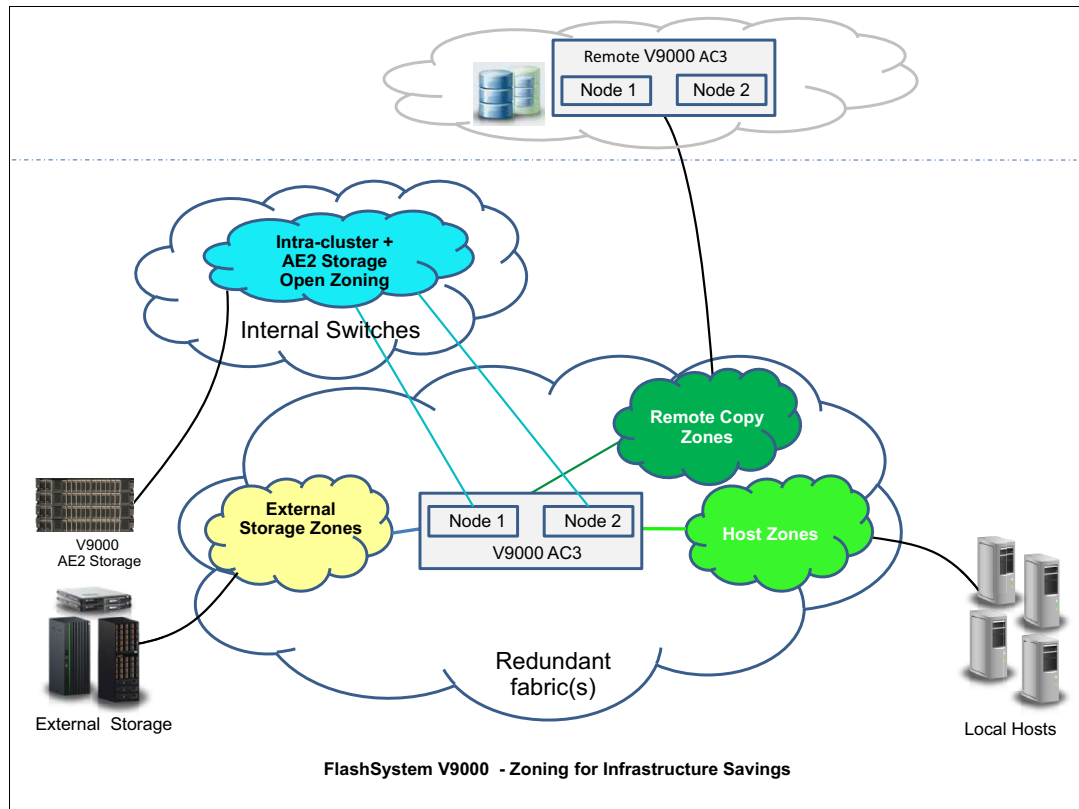 Remote V9000 AC3
Node 1
Node 2
Intra-cluster +
AE2 Storage
Open Zoning
Internal Switches
Remote Copy
Zones
External
Storage Zones
Node 1
Node 2
V9000 AC3
Host Zones
V9000
AE2 Storage
Redundant
fabric(s)
External Storage
Local Hosts
FlashSystem V9000 - Zoning for Infrastructure Savings